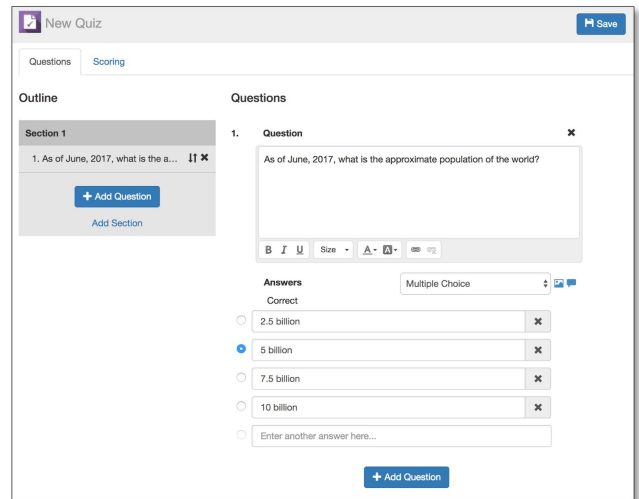 New Quiz
Save
Questions
Scoring
Outline
Section 1
1. As of June, 2017, what is the a...
Add Question
Add Section
Questions
1. Question
As of June, 2017, what is the approximate population of the world?
B I U Size A A
Answers
Multiple Choice
Correct
2.5 billion
5 billion
7.5 billion
10 billion
Enter another answer here...
Add Question